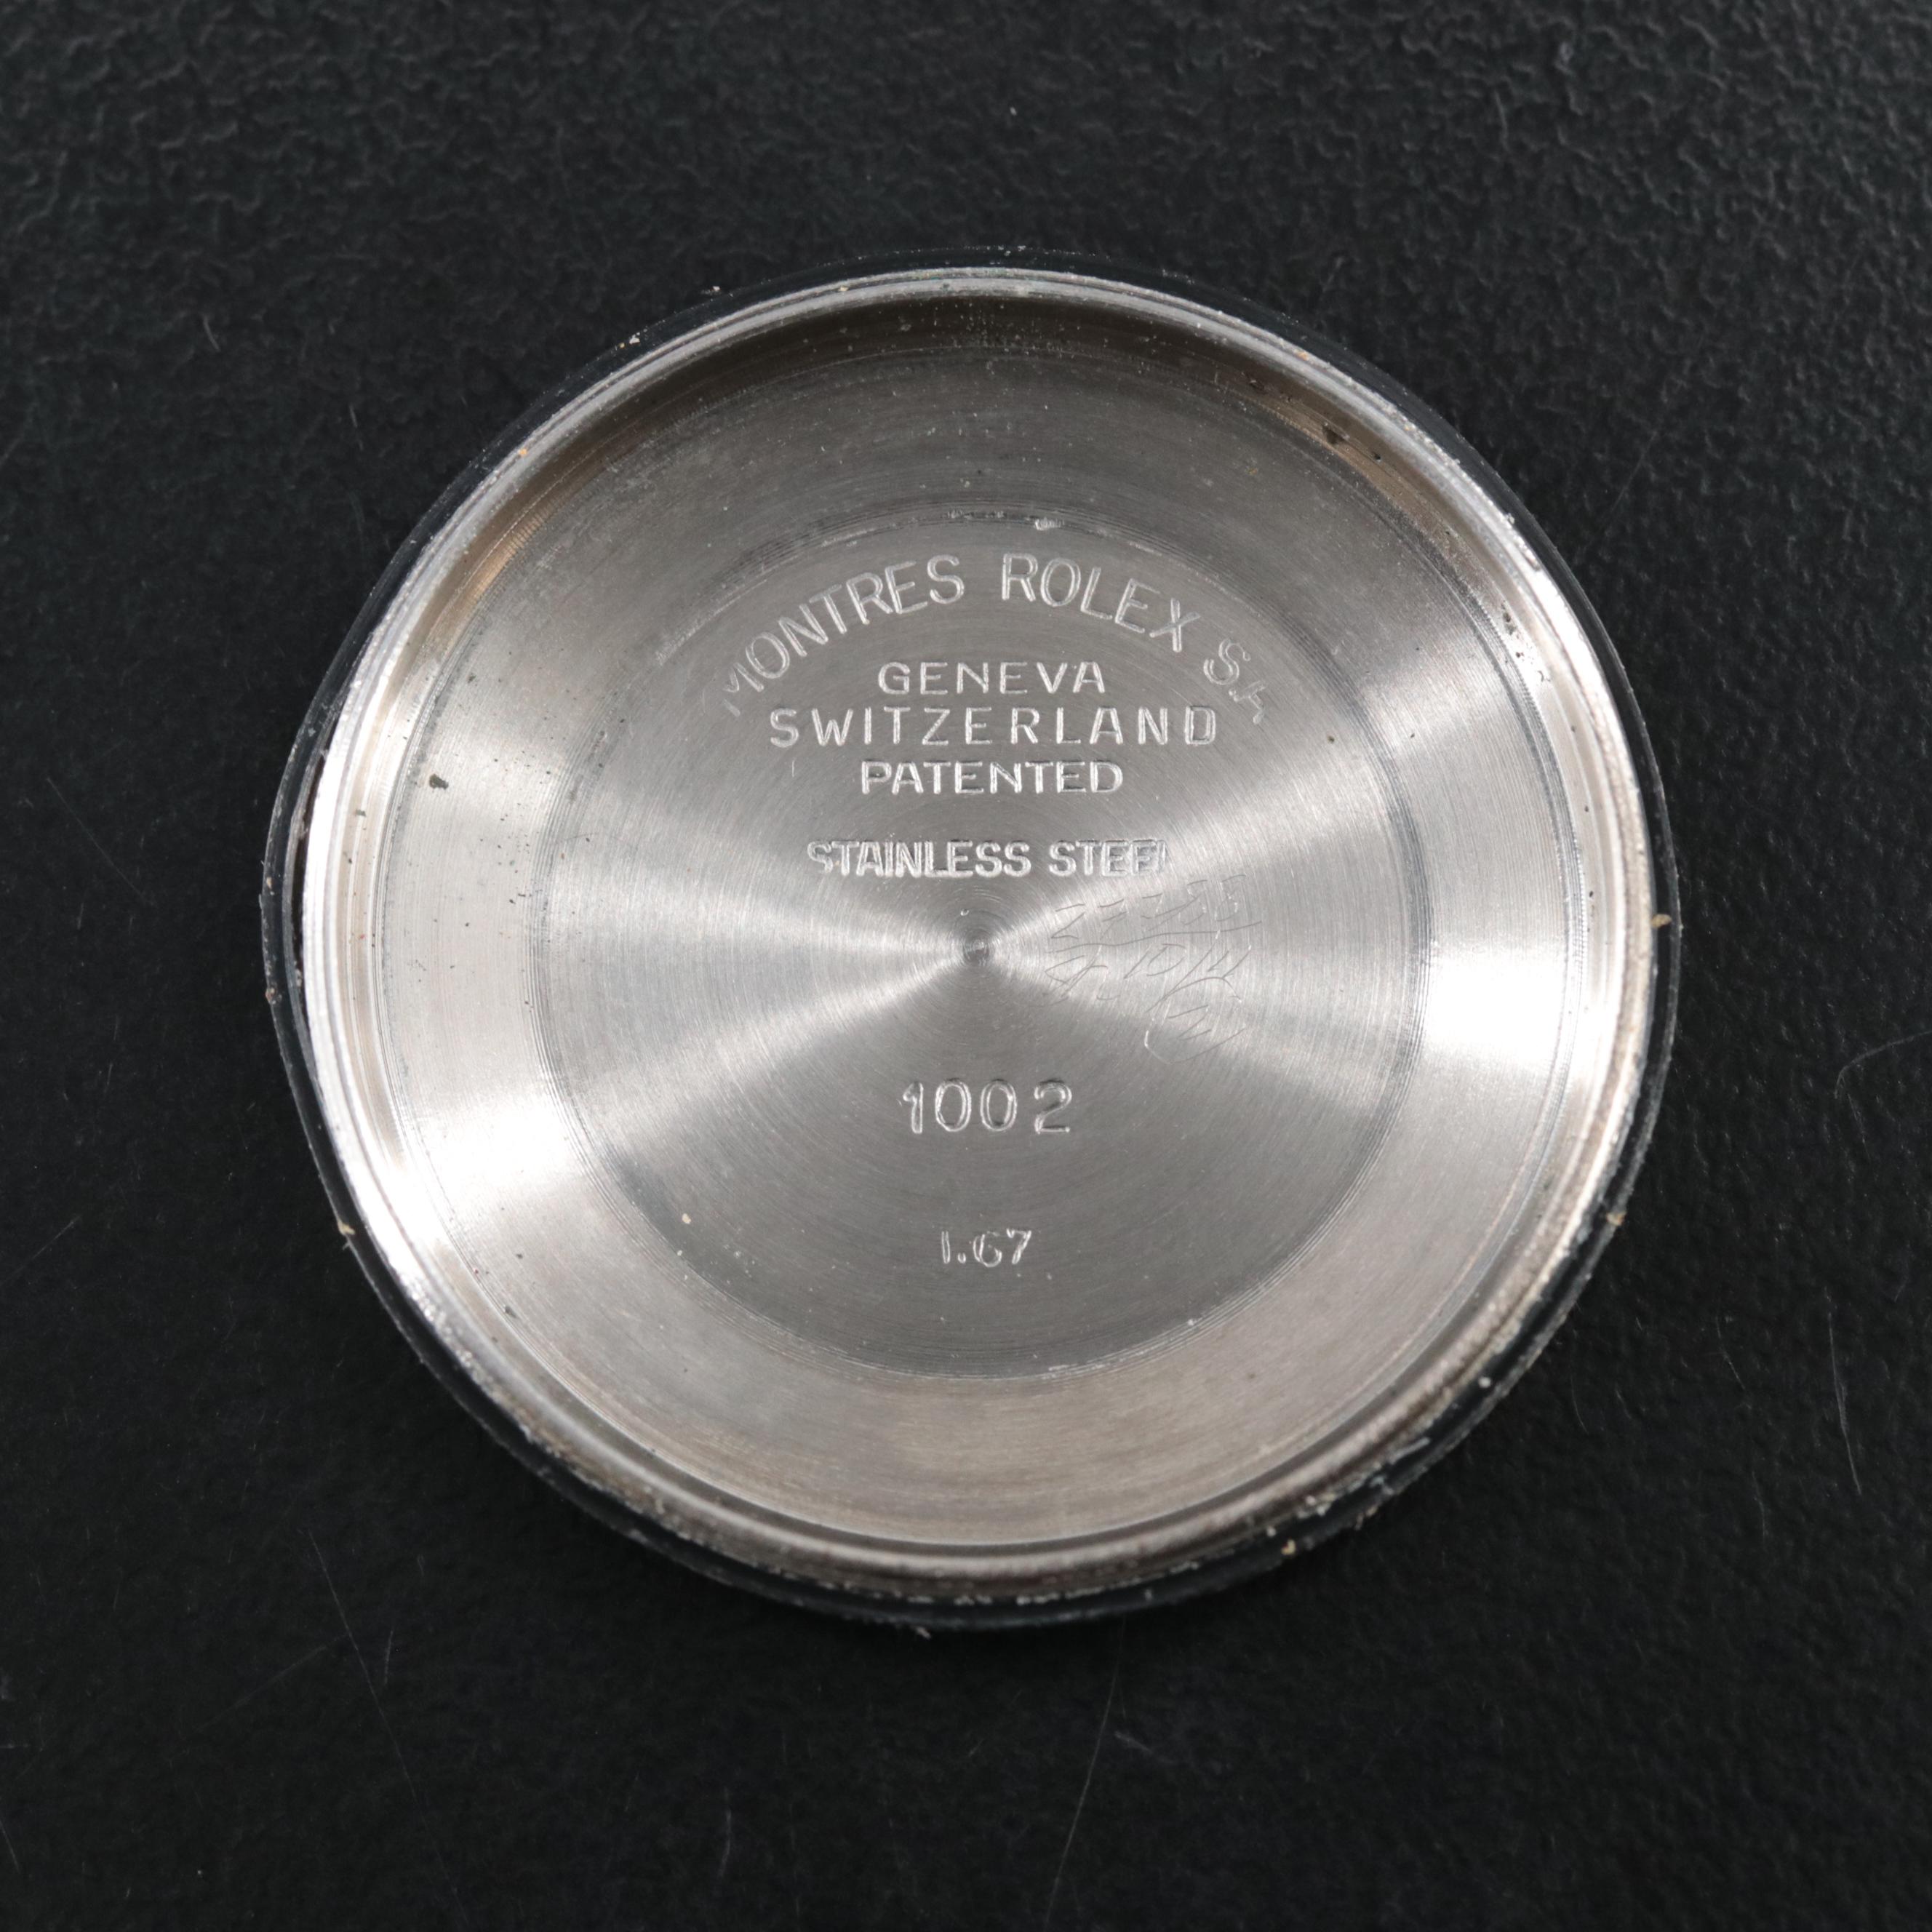 MONTRES ROLEX S.A
GENEVA
SWITZERLAND
PATENTED
STAINLESS STEEL
1002
I.67